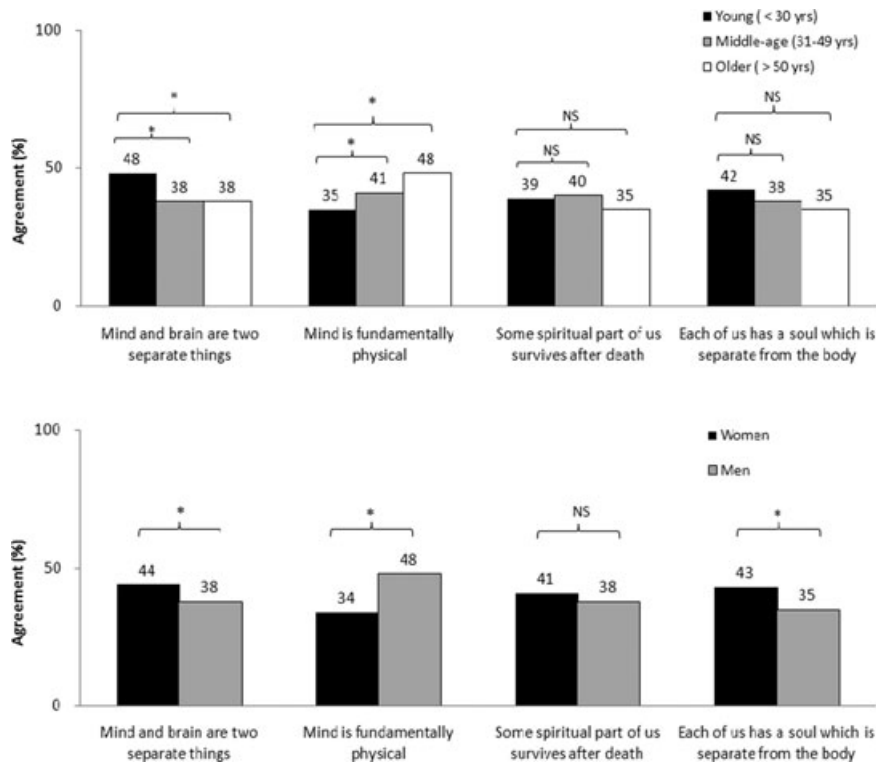 100
Young ( < 30 yrs)
Middle-age (31-49 yrs)
Older ( > 50 yrs)
* * NS NS
* * NS NS
Agreement (%)
50
48 38 38 35 41 48 39 40 35 42 38 35
0
Mind and brain are two Mind is fundamentally Some spiritual part of us Each of us has a soul which is
separate things physical survives after death separate from the body
100
Women
Men
* * NS *
Agreement (%)
50
44 38 34 48 41 38 43 35
0
Mind and brain are two Mind is fundamentally Some spiritual part of us Each of us has a soul which is
separate things physical survives after death separate from the body